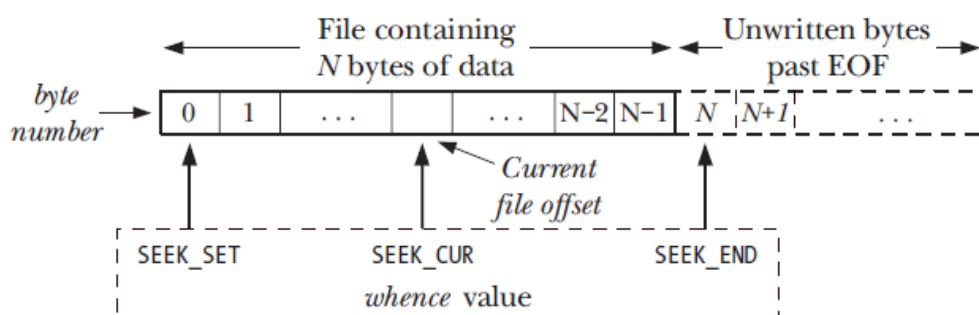 File containing
N bytes of data
Unwritten bytes
past EOF
byte
number
0 1 ... ... N−2 N−1 N N+1 ...
Current
file offset
SEEK_SET SEEK_CUR SEEK_END
whence value